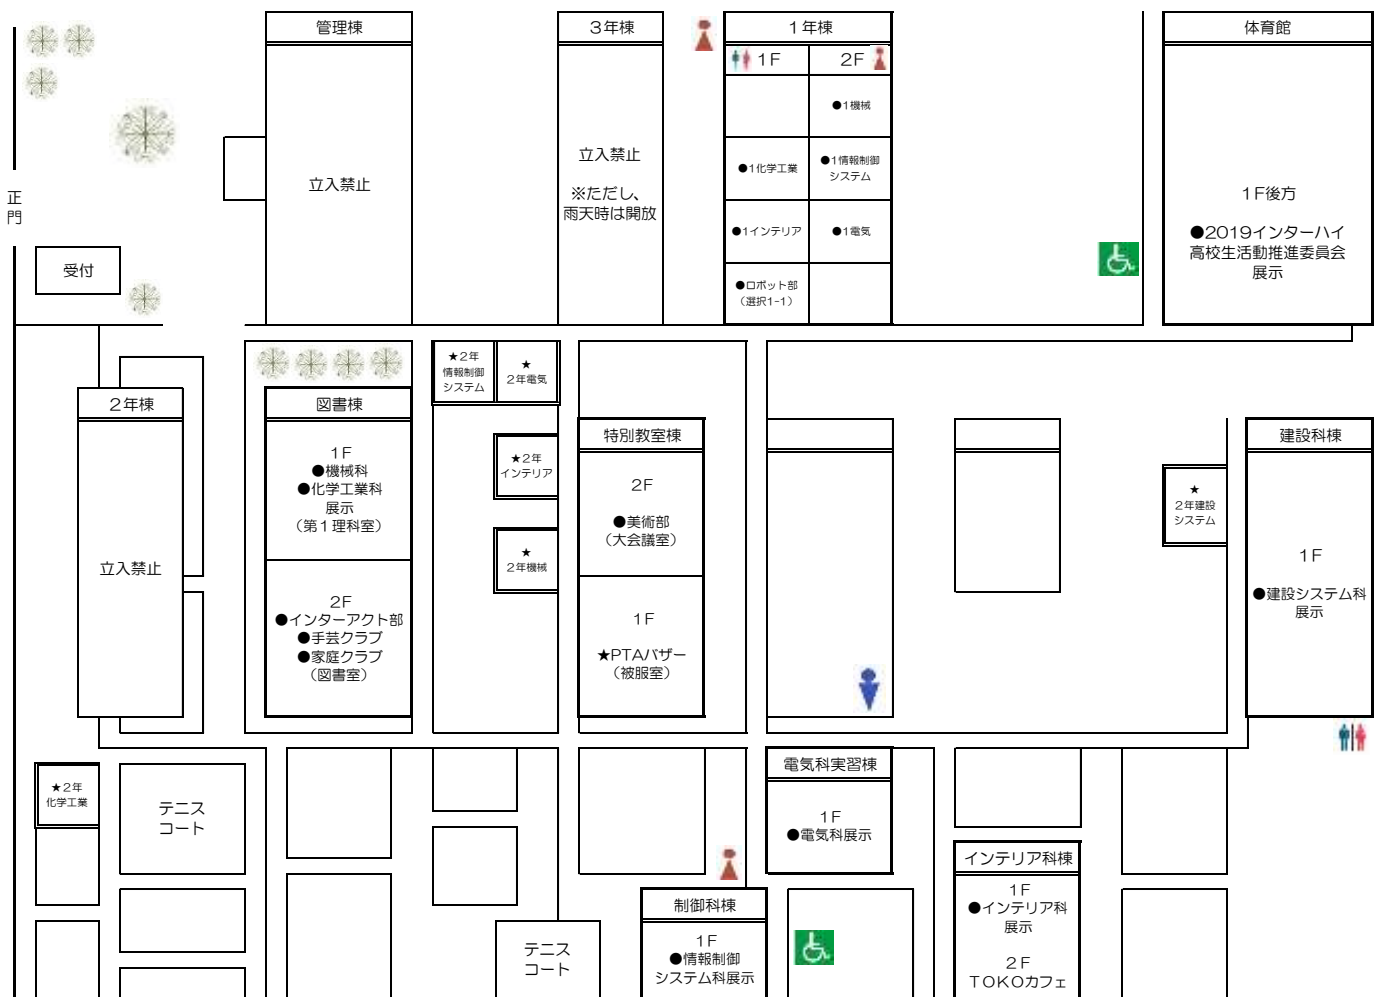 管理棟
立入禁止
3年棟
立入禁止
※ただし、
雨天時は開放
1年棟
1F
2F
●1機械
●1化学工業
●1情報制御
システム
●1インテリア
●1電気
●ロボット部
（選択1-1）
体育館
1F後方
●2019インターハイ
高校生活動推進委員会
展示
正
門
受付
2年棟
立入禁止
図書棟
1F
●機械科
●化学工業科
展示
（第1理科室）
2F
●インターアクト部
●手芸クラブ
●家庭クラブ
（図書室）
★2年
情報制御
システム
★
2年電気
★2年
インテリア
★
2年機械
特別教室棟
2F
●美術部
（大会議室）
1F
★PTAバザー
（被服室）
★
2年建設
システム
建設科棟
1F
●建設システム科
展示
★2年
化学工業
テニス
コート
電気科実習棟
1F
●電気科展示
制御科棟
1F
●情報制御
システム科展示
テニス
コート
インテリア科棟
1F
●インテリア科
展示
2F
TOKOカフェ